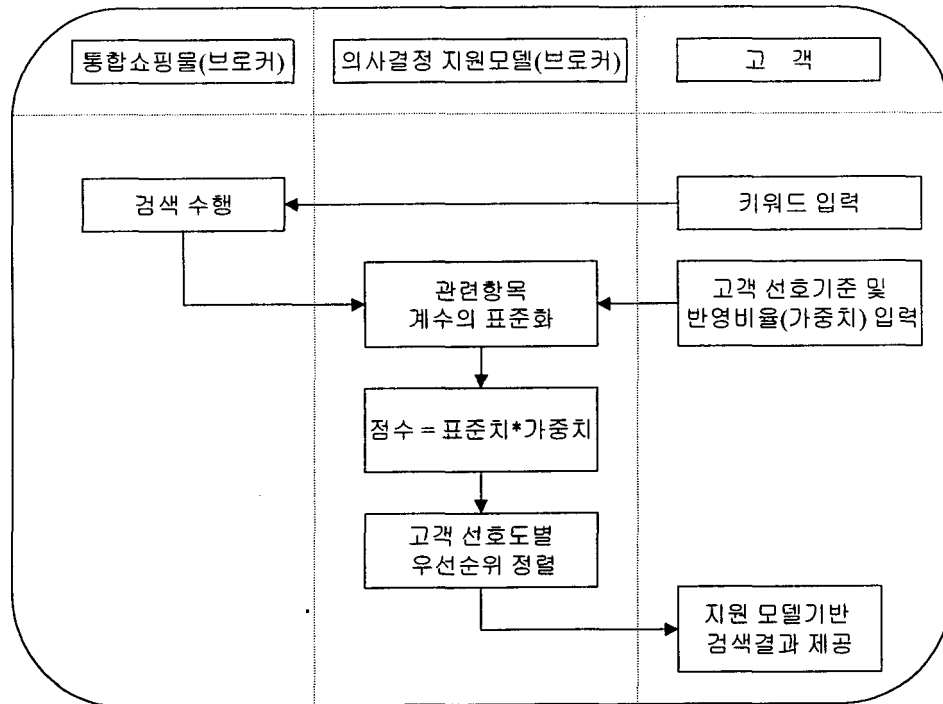 통합쇼핑몰(브로커)
의사결정 지원모델(브로커)
고 객
검색 수행
키워드 입력
관련항목
계수의 표준화
고객 선호기준 및
반영비율(가중치) 입력
점수 = 표준치*가중치
고객 선호도별
우선순위 정렬
지원 모델기반
검색결과 제공